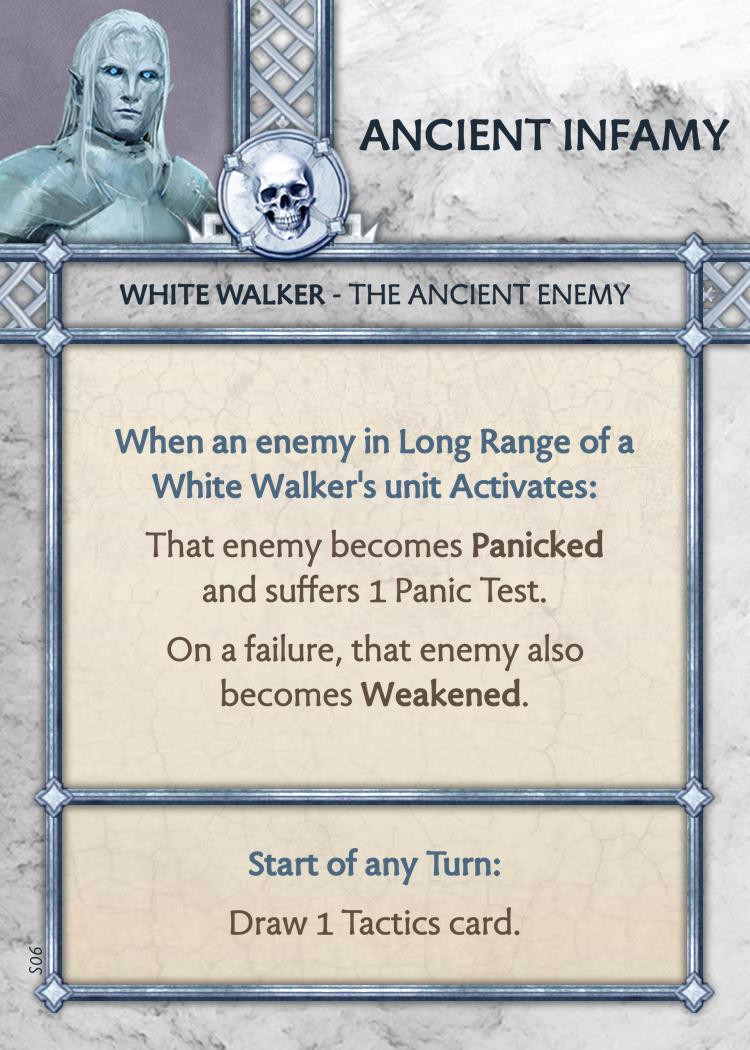 ANCIENT INFAMY
WHITE WALKER - THE ANCIENT ENEMY
When an enemy in Long Range of a
White Walker's unit Activates:
That enemy becomes Panicked
and suffers 1 Panic Test.
On a failure, that enemy also
becomes Weakened.
Start of any Turn:
Draw 1 Tactics card.
S06